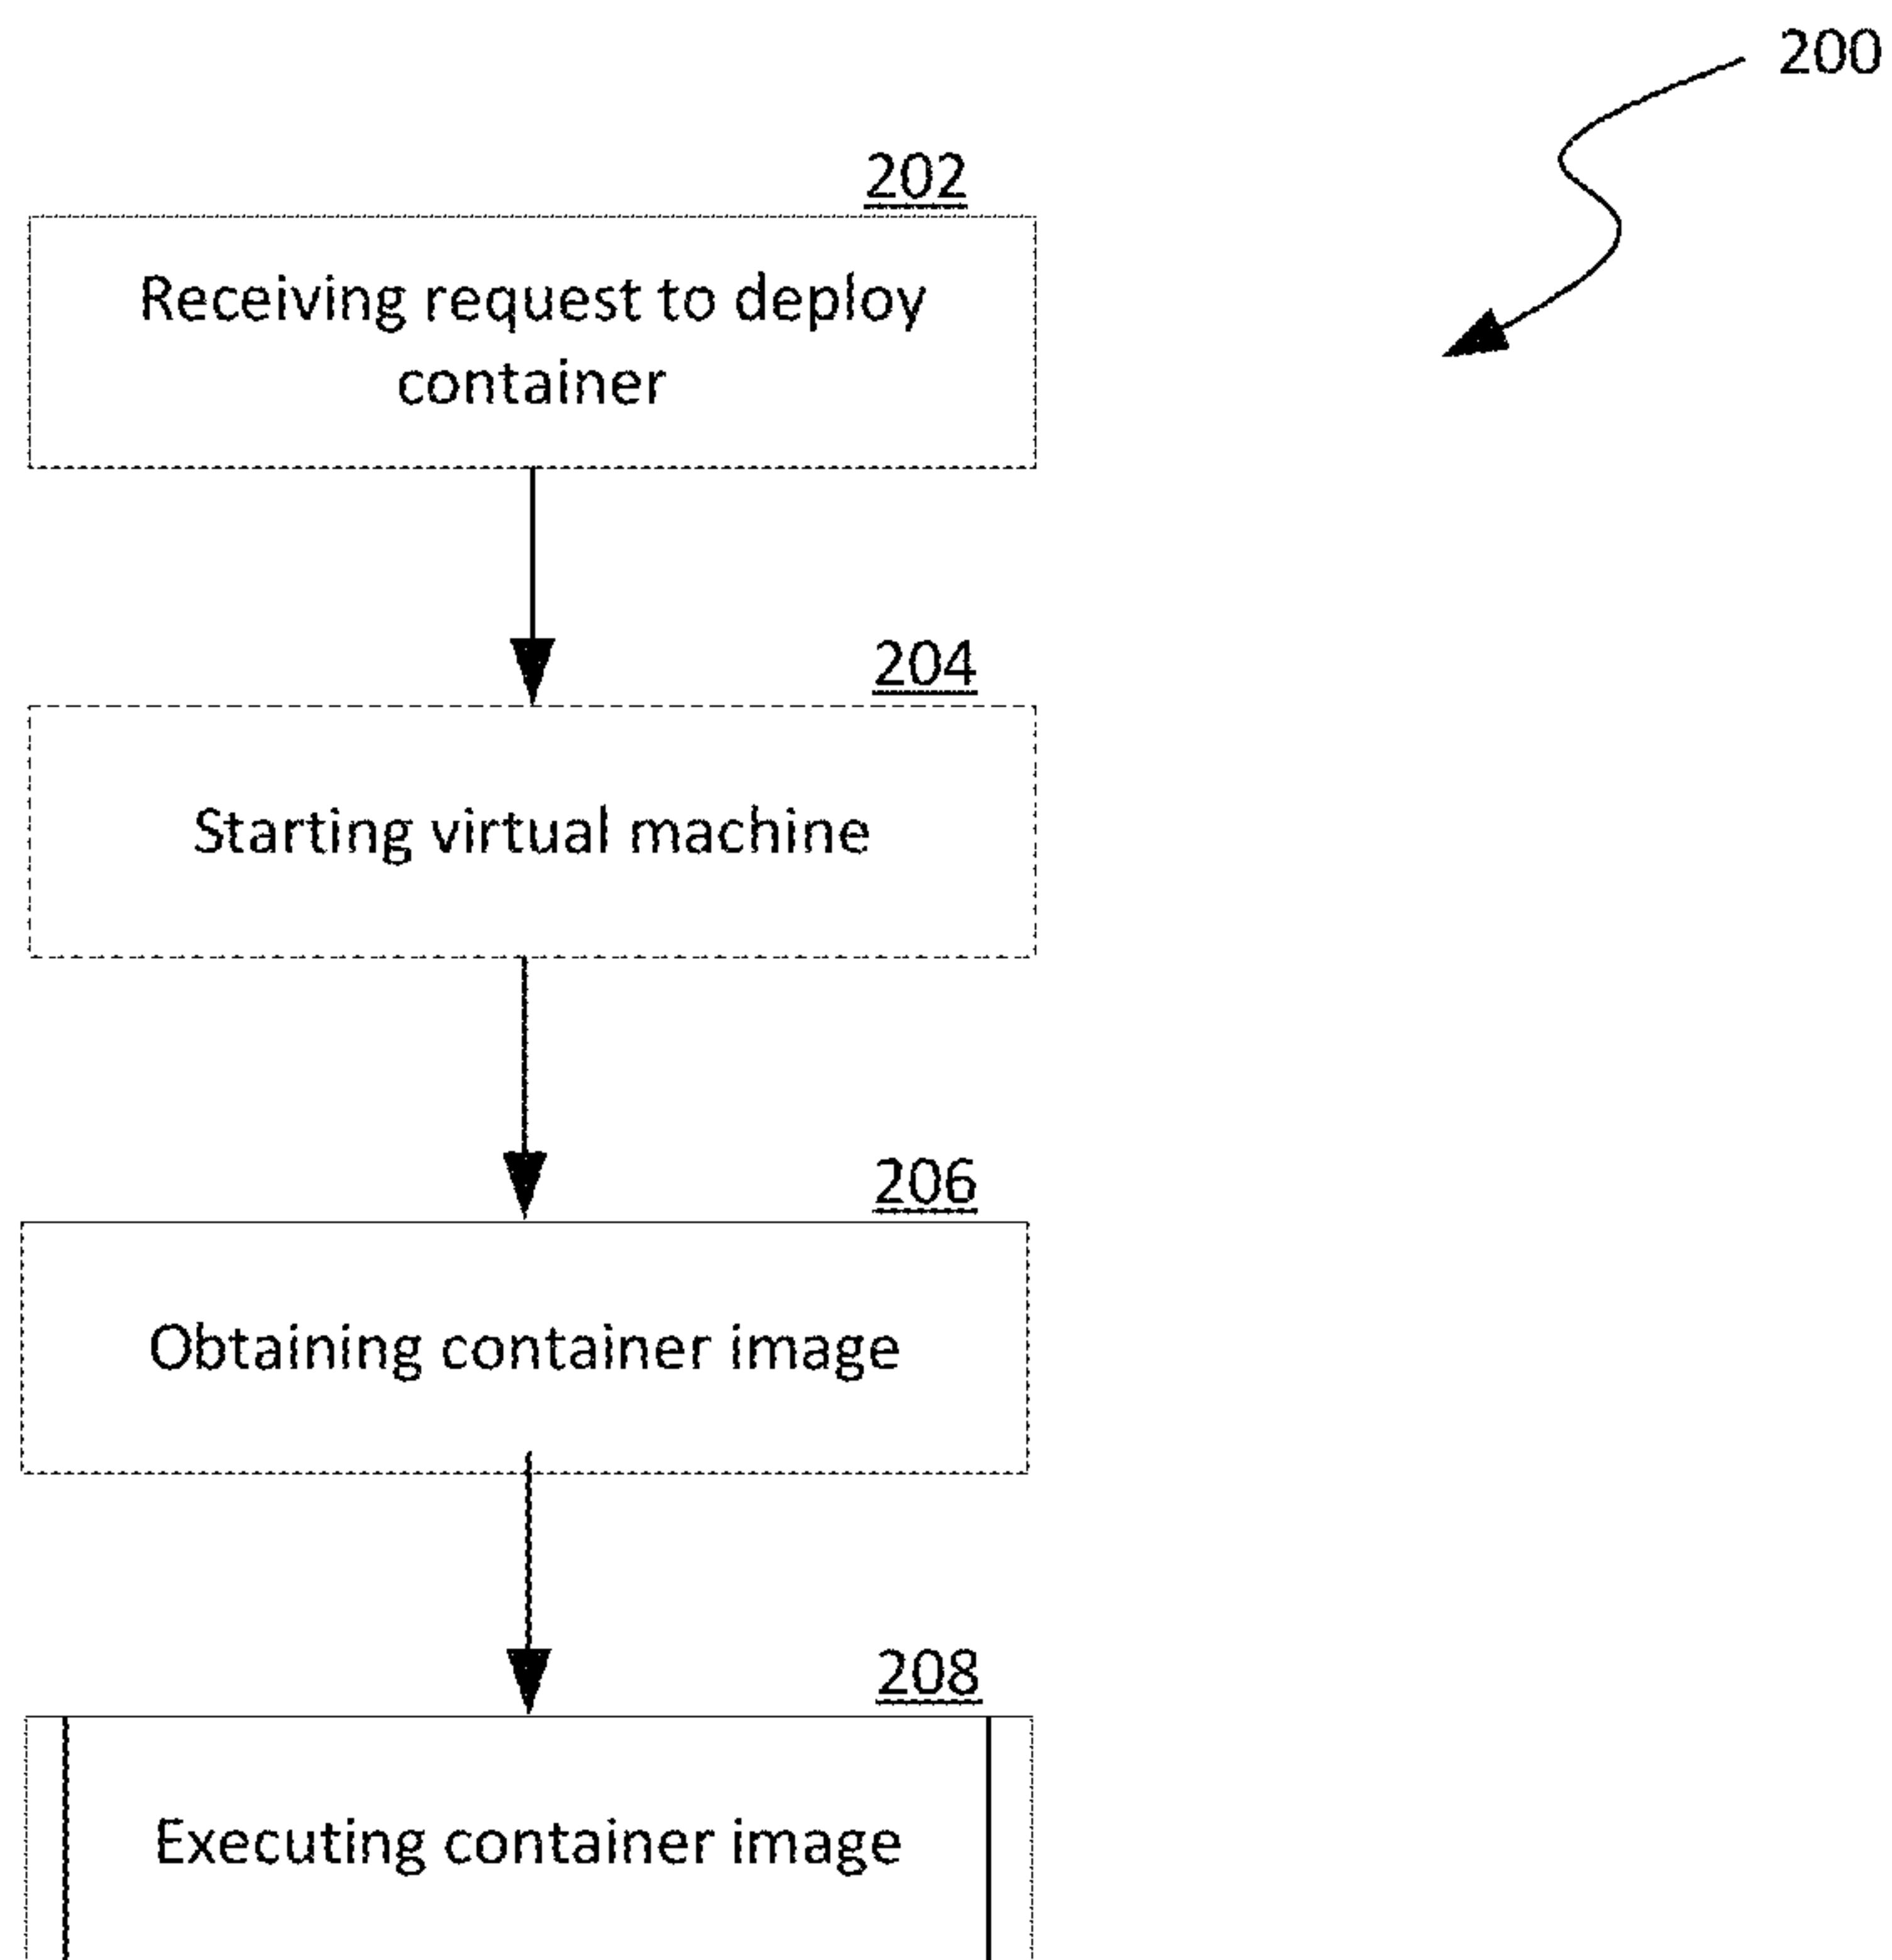 200
202
Receiving request to deploy
container
204
Starting virtual machine
206
Obtaining container image
208
Executing container image